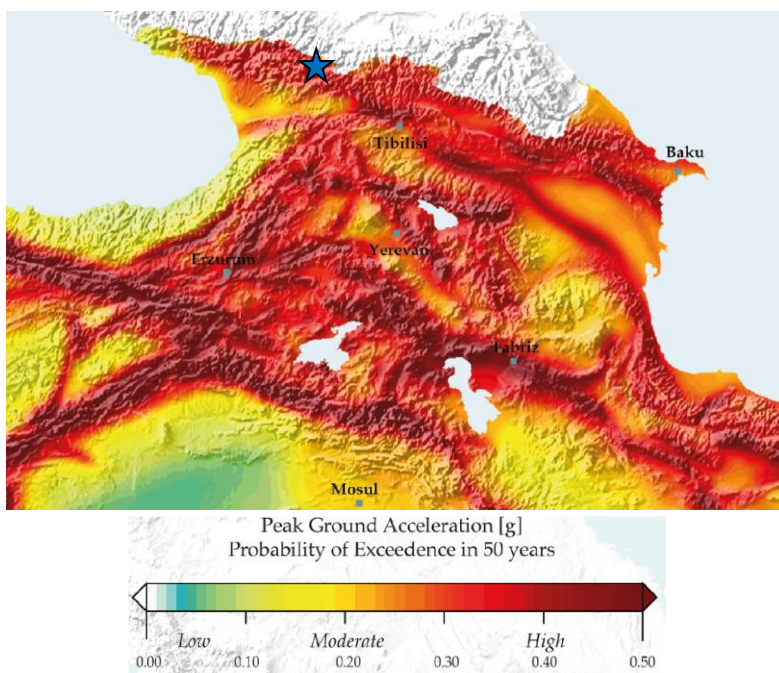 Tibilisi
Baku
Yerevan
Erzurum
Tabriz
Mosul
Peak Ground Acceleration [g]
Probability of Exceedence in 50 years
Low Moderate High
0.00 0.10 0.20 0.30 0.40 0.50